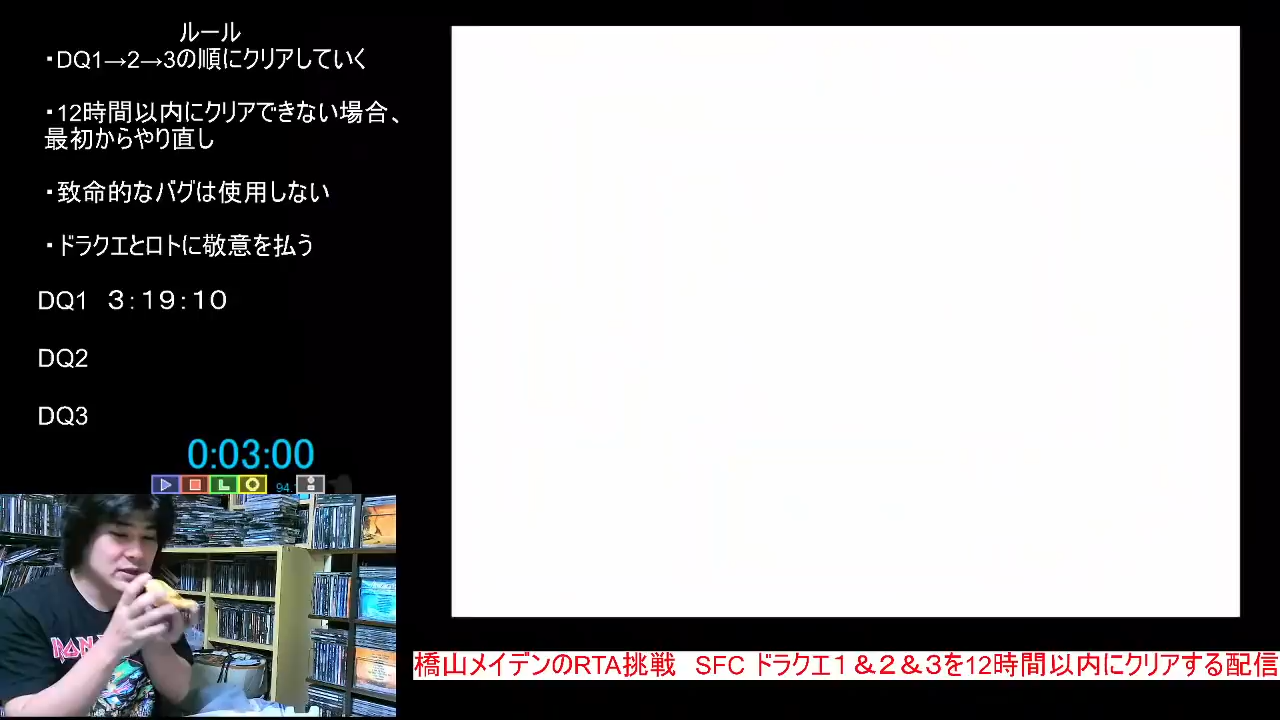 ルール
・DQ1→2→3の順にクリアしていく
・12時間以内にクリアできない場合、
最初からやり直し
・致命的なバグは使用しない
・ドラクエとロトに敬意を払う
DQ1 3:19:10
DQ2
DQ3
0:03:00
94.
橋山メイデンのRTA挑戦 SFC ドラクエ1&2&3を12時間以内にクリアする配信